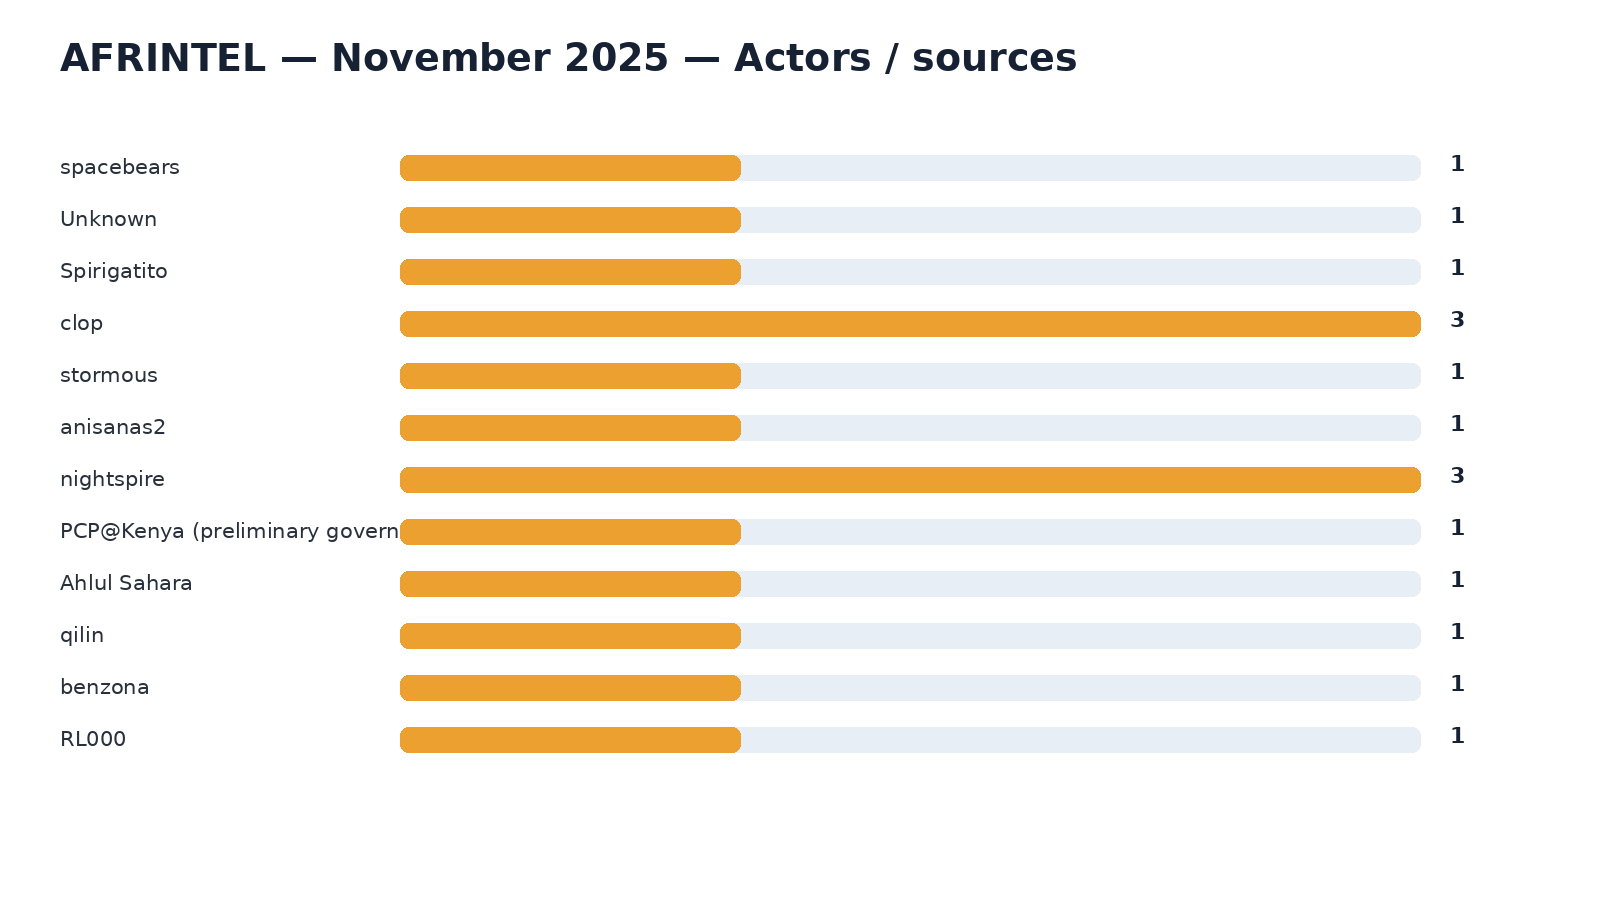 AFRINTEL — November 2025 — Actors / sources
spacebears 1
Unknown 1
Spirigatito 1
clop 3
stormous 1
anisanas2 1
nightspire 3
PCP@Kenya (preliminary govern 1
Ahlul Sahara 1
qilin 1
benzona 1
RL000 1